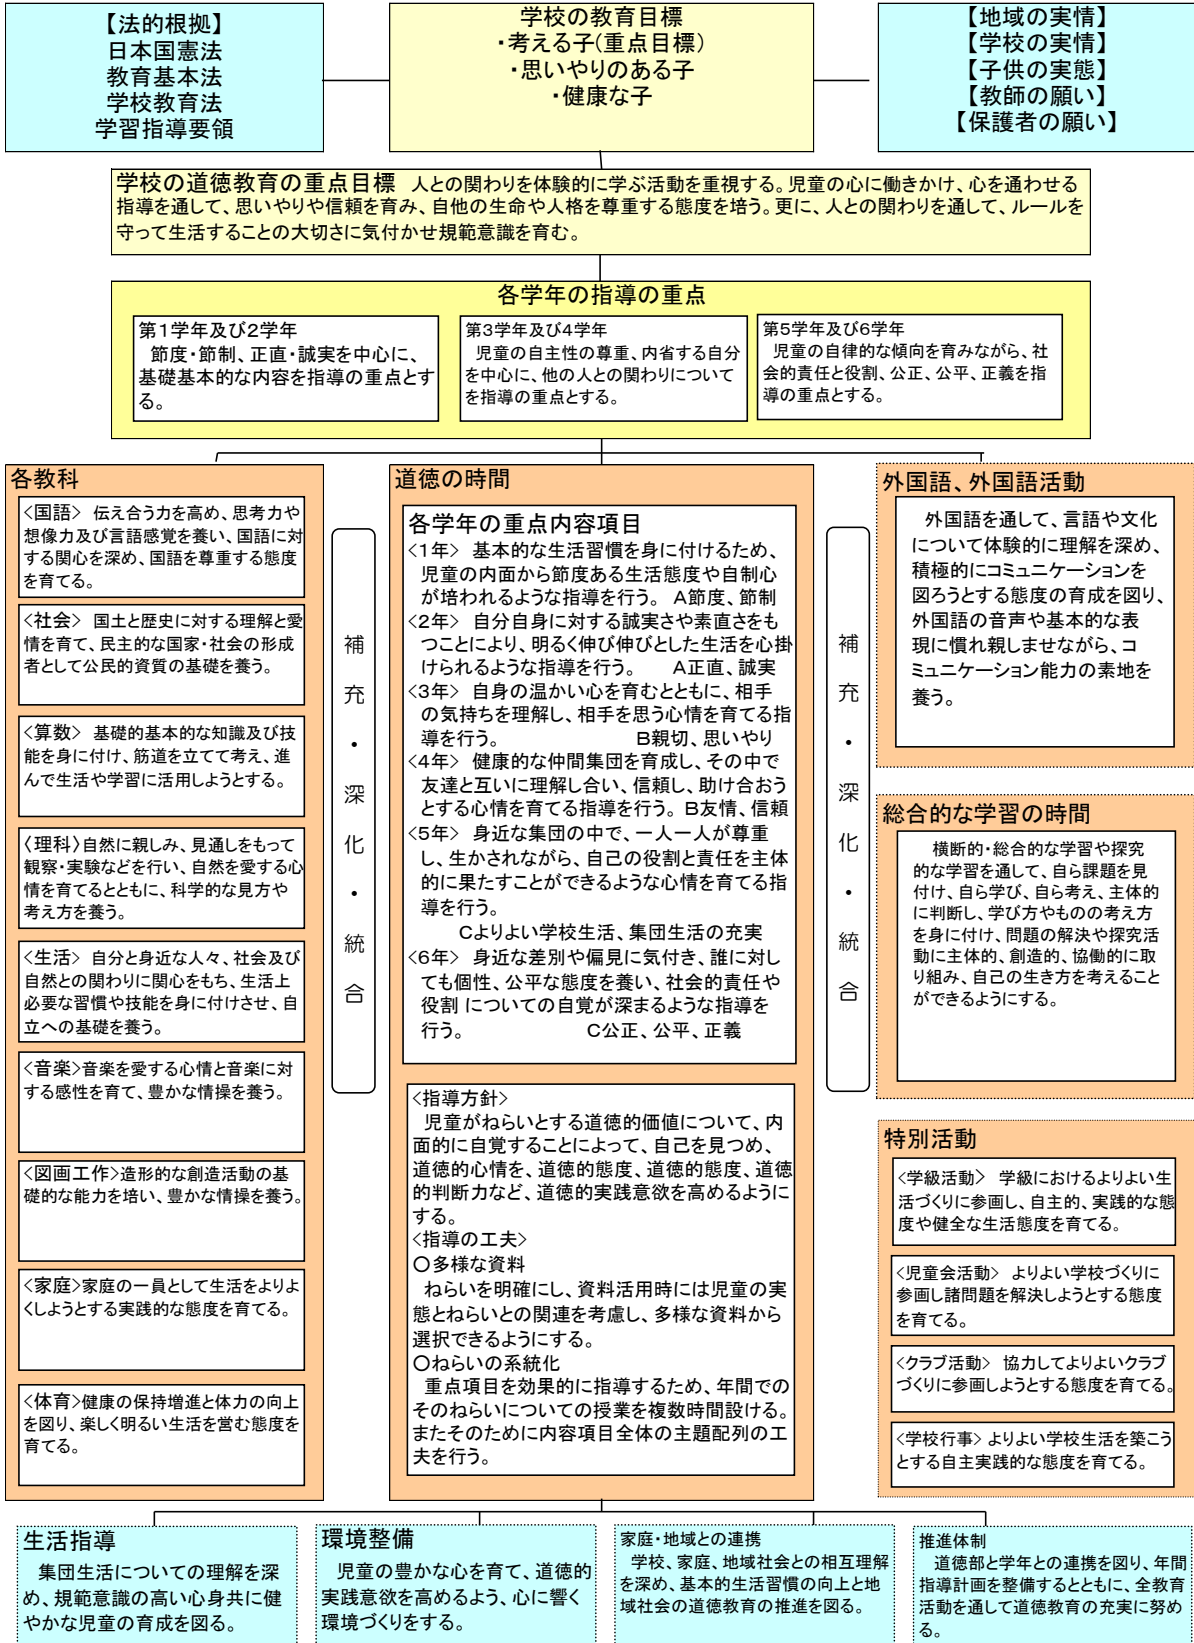 【法的根拠】
日本国憲法
教育基本法
学校教育法
学習指導要領
学校の教育目標
・考える子(重点目標)
・思いやりのある子
・健康な子
【地域の実情】
【学校の実情】
【子供の実態】
【教師の願い】
【保護者の願い】
学校の道徳教育の重点目標 人との関わりを体験的に学ぶ活動を重視する。児童の心に働きかけ、心を通わせる
指導を通して、思いやりや信頼を育み、自他の生命や人格を尊重する態度を培う。更に、人との関わりを通して、ルールを
守って生活することの大切さに気付かせ規範意識を育む。
各学年の指導の重点
第1学年及び2学年
節度・節制、正直・誠実を中心に、
基礎基本的な内容を指導の重点とす
る。
第3学年及び4学年
児童の自主性の尊重、内省する自分
を中心に、他の人との関わりについて
を指導の重点とする。
第5学年及び6学年
児童の自律的な傾向を育みながら、社
会的責任と役割、公正、公平、正義を指
導の重点とする。
各教科
<国語> 伝え合う力を高め、思考力や
想像力及び言語感覚を養い、国語に対
する関心を深め、国語を尊重する態度
を育てる。
<社会> 国土と歴史に対する理解と愛
情を育て、民主的な国家・社会の形成
者として公民的資質の基礎を養う。
<算数> 基礎的基本的な知識及び技
能を身に付け、筋道を立てて考え、進
んで生活や学習に活用しようとする。
〈理科〉自然に親しみ、見通しをもって
観察・実験などを行い、自然を愛する心
情を育てるとともに、科学的な見方や
考え方を養う。
<生活> 自分と身近な人々、社会及び
自然との関わりに関心をもち、生活上
必要な習慣や技能を身に付けさせ、自
立への基礎を養う。
<音楽>音楽を愛する心情と音楽に対
する感性を育て、豊かな情操を養う。
<図画工作>造形的な創造活動の基
礎的な能力を培い、豊かな情操を養う。
<家庭>家庭の一員として生活をよりよ
くしようとする実践的な態度を育てる。
<体育>健康の保持増進と体力の向上
を図り、楽しく明るい生活を営む態度を
育てる。
補充・深化・統合
道徳の時間
各学年の重点内容項目
<1年> 基本的な生活習慣を身に付けるため、
児童の内面から節度ある生活態度や自制心
が培われるような指導を行う。 A節度、節制
<2年> 自分自身に対する誠実さや素直さをも
つことにより、明るく伸び伸びとした生活を心掛
けられるような指導を行う。 A正直、誠実
<3年> 自身の温かい心を育むとともに、相手
の気持ちを理解し、相手を思う心情を育てる指
導を行う。 B親切、思いやり
<4年> 健康的な仲間集団を育成し、その中で
友達と互いに理解し合い、信頼し、助け合おう
とする心情を育てる指導を行う。B友情、信頼
<5年> 身近な集団の中で、一人一人が尊重
し、生かされながら、自己の役割と責任を主体
的に果たすことができるような心情を育てる指
導を行う。
Cよりよい学校生活、集団生活の充実
<6年> 身近な差別や偏見に気付き、誰に対
しても個性、公平な態度を養い、社会的責任や
役割 についての自覚が深まるような指導を
行う。 C公正、公平、正義
<指導方針>
児童がねらいとする道徳的価値について、内
面的に自覚することによって、自己を見つめ、
道徳的心情を、道徳的態度、道徳的態度、道徳
的判断力など、道徳的実践意欲を高めるように
する。
<指導の工夫>
○多様な資料
ねらいを明確にし、資料活用時には児童の実
態とねらいとの関連を考慮し、多様な資料から
選択できるようにする。
○ねらいの系統化
重点項目を効果的に指導するため、年間での
そのねらいについての授業を複数時間設ける。
またそのために内容項目全体の主題配列の工
夫を行う。
補充・深化・統合
外国語、外国語活動
外国語を通して、言語や文化
について体験的に理解を深め、
積極的にコミュニケーションを
図ろうとする態度の育成を図り、
外国語の音声や基本的な表
現に慣れ親しませながら、コ
ミュニケーション能力の素地を
養う。
総合的な学習の時間
横断的・総合的な学習や探究
的な学習を通して、自ら課題を見
付け、自ら学び、自ら考え、主体的
に判断し、学び方やものの考え方
を身に付け、問題の解決や探究活
動に主体的、創造的、協働的に取
り組み、自己の生き方を考えること
ができるようにする。
特別活動
<学級活動> 学級におけるよりよい生
活づくりに参画し、自主的、実践的な態
度や健全な生活態度を育てる。
<児童会活動> よりよい学校づくりに
参画し諸問題を解決しようとする態度
を育てる。
<クラブ活動> 協力してよりよいクラブ
づくりに参画しようとする態度を育てる。
<学校行事> よりよい学校生活を築こう
とする自主実践的な態度を育てる。
生活指導
集団生活についての理解を深
め、規範意識の高い心身共に健
やかな児童の育成を図る。
環境整備
児童の豊かな心を育て、道徳的
実践意欲を高めるよう、心に響く
環境づくりをする。
家庭・地域との連携
学校、家庭、地域社会との相互理解
を深め、基本的生活習慣の向上と地
域社会の道徳教育の推進を図る。
推進体制
道徳部と学年との連携を図り、年間
指導計画を整備するとともに、全教育
活動を通して道徳教育の充実に努め
る。